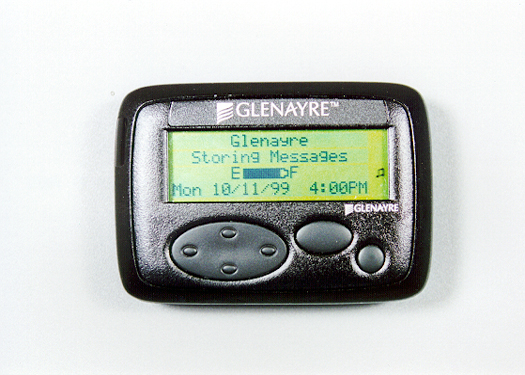 GLENAYRE™
Glenayre
Storing Messages
E F
Mon 10/11/99 4:00PM
GLENAYRE